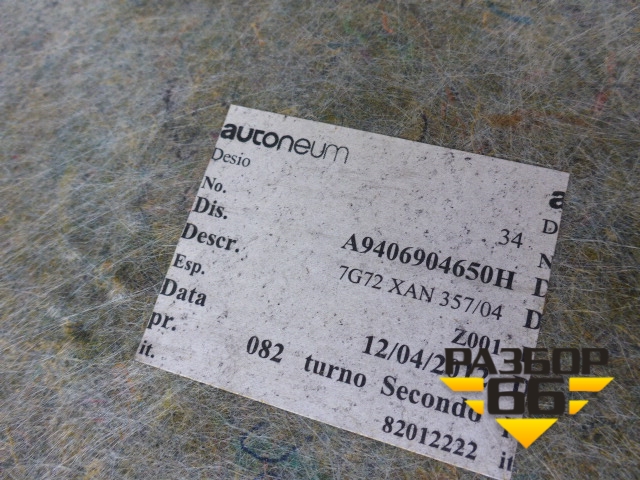 autoneum
Desio
No. 34
Dis. A9406904650H
Descr. 7G72 XAN 357/04
Esp. Z001
Data 12/04/
pr. 082 turno Secondo
it. 82012222 it
a
D
N
D
D
РАЗБОР
66